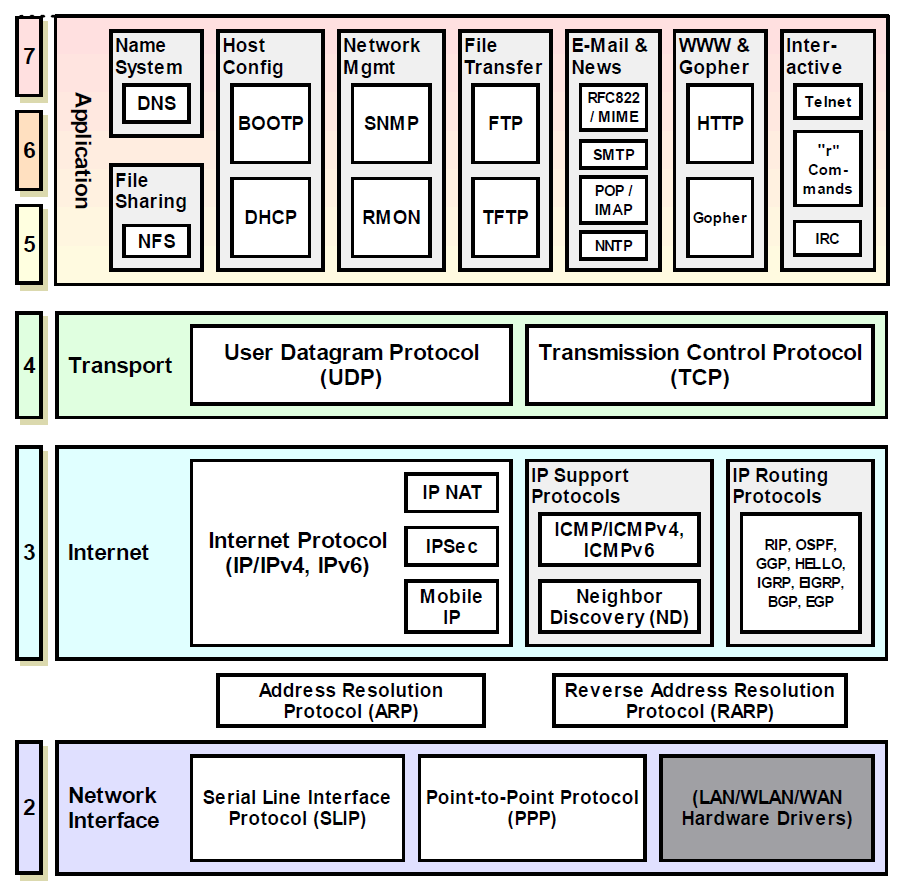 7
6
5
Application
Name
System
DNS
File
Sharing
NFS
Host
Config
BOOTP
DHCP
Network
Mgmt
SNMP
RMON
File
Transfer
FTP
TFTP
E-Mail &
News
RFC822
/ MIME
SMTP
POP /
IMAP
NNTP
WWW &
Gopher
HTTP
Gopher
Inter-
active
Telnet
"r"
Com-
mands
IRC
4
Transport
User Datagram Protocol
(UDP)
Transmission Control Protocol
(TCP)
3
Internet
Internet Protocol
(IP/IPv4, IPv6)
IP NAT
IPSec
Mobile
IP
IP Support
Protocols
ICMP/ICMPv4,
ICMPv6
Neighbor
Discovery (ND)
IP Routing
Protocols
RIP, OSPF,
GGP, HELLO,
IGRP, EIGRP,
BGP, EGP
Address Resolution
Protocol (ARP)
Reverse Address Resolution
Protocol (RARP)
2
Network
Interface
Serial Line Interface
Protocol (SLIP)
Point-to-Point Protocol
(PPP)
(LAN/WLAN/WAN
Hardware Drivers)